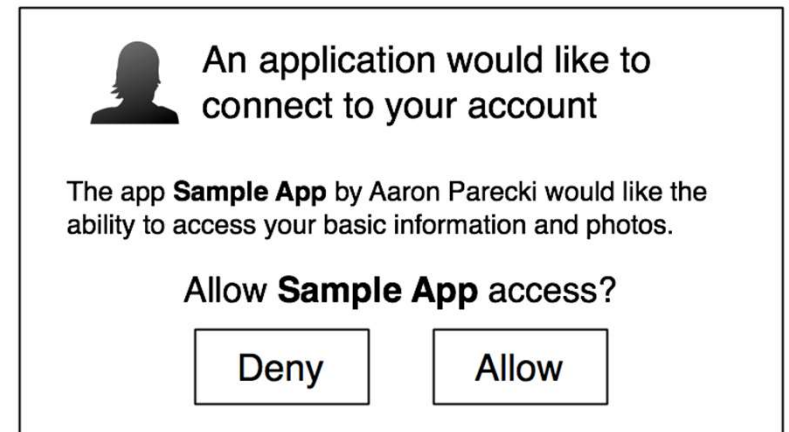 An application would like to
connect to your account
The app Sample App by Aaron Parecki would like the
ability to access your basic information and photos.
Allow Sample App access?
Deny
Allow